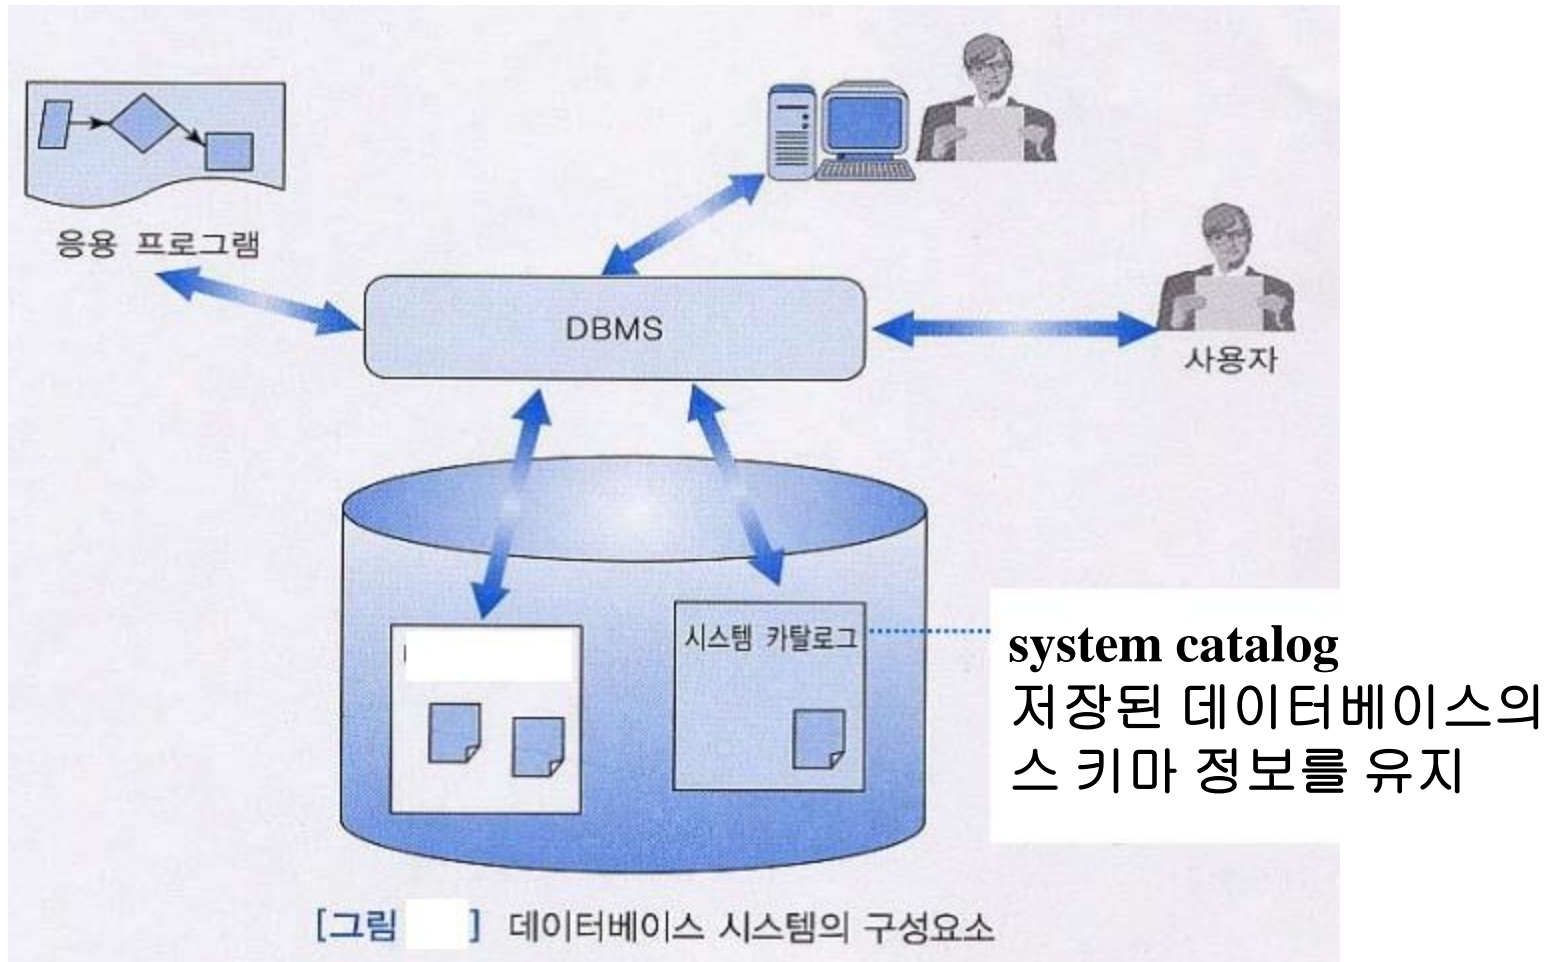 응용 프로그램
DBMS
사용자
시스템 카탈로그
system catalog
저장된 데이터베이스의
스 키마 정보를 유지
[그림 ] 데이터베이스 시스템의 구성요소